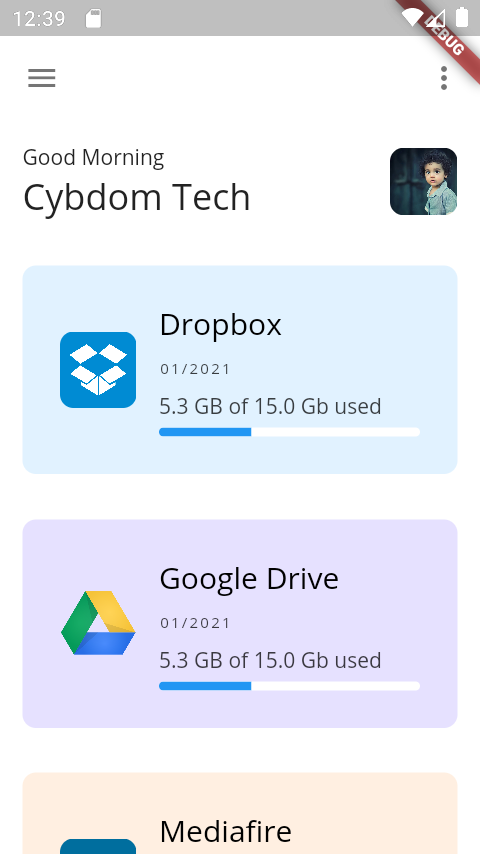 12:39
DEBUG
Good Morning
Cybdom Tech
Dropbox
01/2021
5.3 GB of 15.0 Gb used
Google Drive
01/2021
5.3 GB of 15.0 Gb used
Mediafire